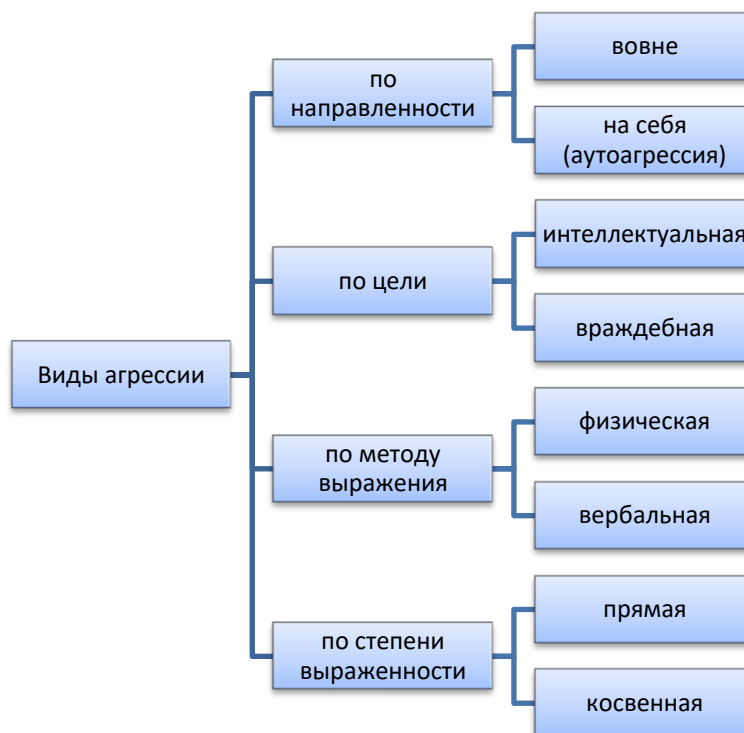 Виды агрессии
по
направленности
вовне
на себя
(аутоагрессия)
по цели
интеллектуальная
враждебная
по методу
выражения
физическая
вербальная
по степени
выраженности
прямая
косвенная